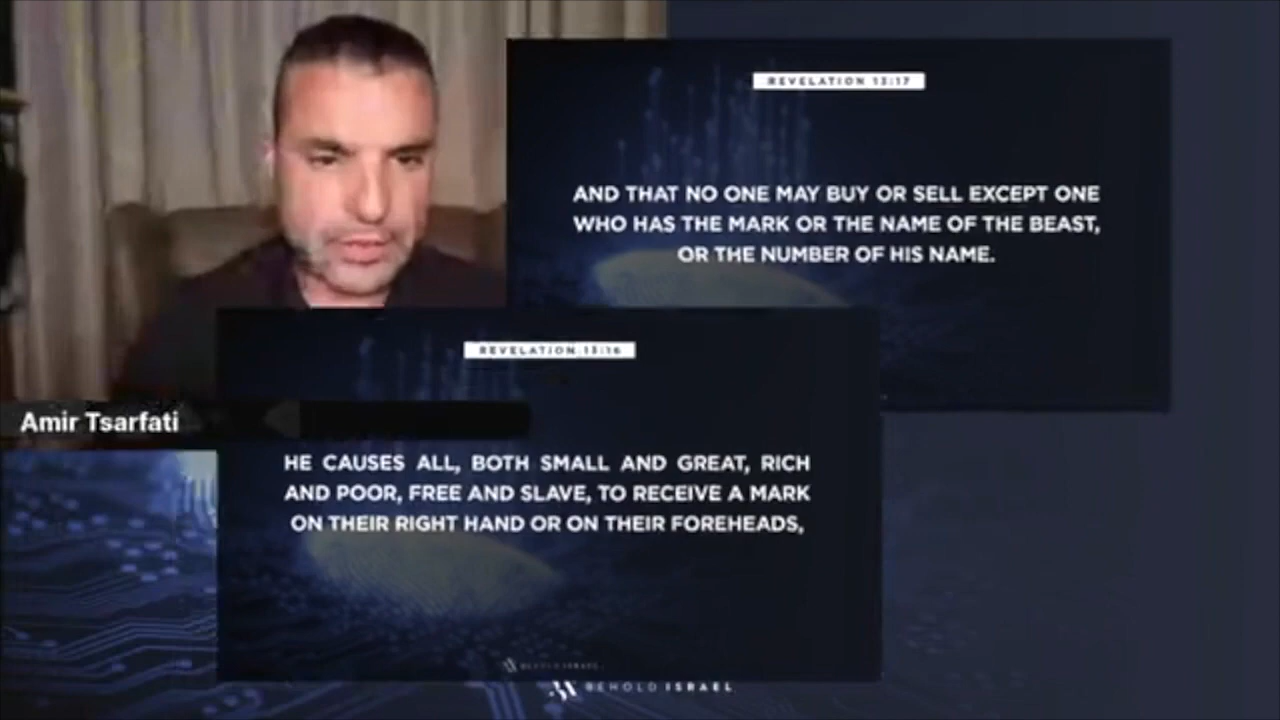 REVELATION 13:17
AND THAT NO ONE MAY BUY OR SELL EXCEPT ONE
WHO HAS THE MARK OR THE NAME OF THE BEAST,
OR THE NUMBER OF HIS NAME.
REVELATION 13:16
Amir Tsarfati
HE CAUSES ALL, BOTH SMALL AND GREAT, RICH
AND POOR, FREE AND SLAVE, TO RECEIVE A MARK
ON THEIR RIGHT HAND OR ON THEIR FOREHEADS,
BEHOLD ISRAEL
BEHOLD ISRAEL